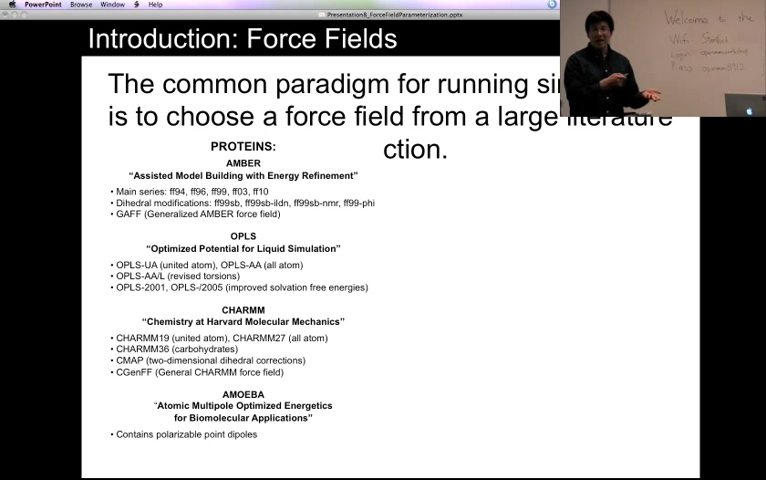 PowerPoint Browse Window Help
Presentation8_ForceFieldParameterization.pptx
Welcome to the
Introduction: Force Fields
The common paradigm for running si
is to choose a force field from a large literature
ction.
PROTEINS:
AMBER
“Assisted Model Building with Energy Refinement”
• Main series: ff94, ff96, ff99, ff03, ff10
• Dihedral modifications: ff99sb, ff99sb-ildn, ff99sb-nmr, ff99-phi
• GAFF (Generalized AMBER force field)
OPLS
“Optimized Potential for Liquid Simulation”
• OPLS-UA (united atom), OPLS-AA (all atom)
• OPLS-AA/L (revised torsions)
• OPLS-2001, OPLS-/2005 (improved solvation free energies)
CHARMM
“Chemistry at Harvard Molecular Mechanics”
• CHARMM19 (united atom), CHARMM27 (all atom)
• CHARMM36 (carbohydrates)
• CMAP (two-dimensional dihedral corrections)
• CGenFF (General CHARMM force field)
AMOEBA
“Atomic Multipole Optimized Energetics
for Biomolecular Applications”
• Contains polarizable point dipoles